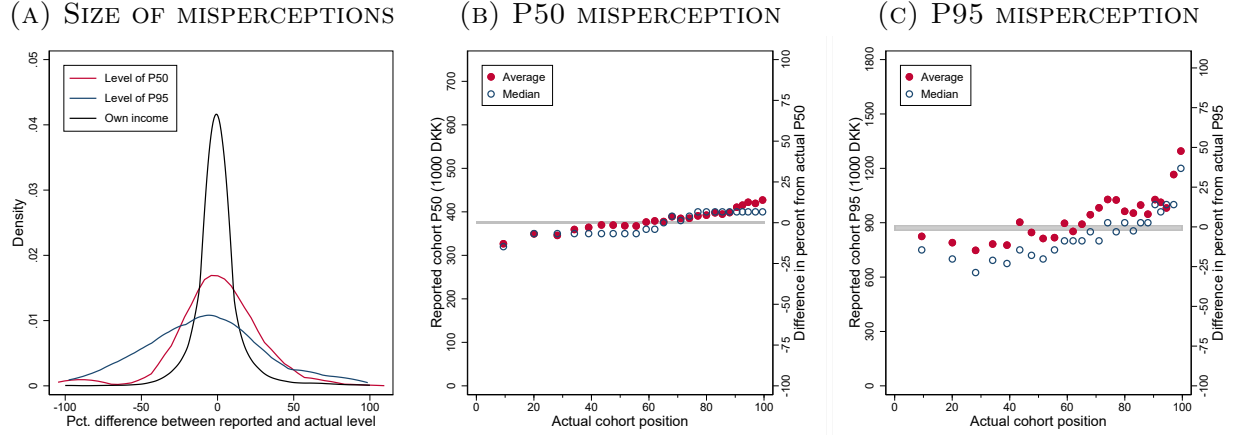 (A) SIZE OF MISPERCEPTIONS
.05
.04
.03
.02
.01
0
Density
Level of P50
Level of P95
Own income
-100 -50 0 50 100
Pct. difference between reported and actual level
(B) P50 MISPERCEPTION
700
600
500
400
300
200
100
0
Reported cohort P50 (1000 DKK)
Average
Median
100
75
50
25
0
-25
-50
-75
-100
Difference in percent from actual P50
0 20 40 60 80 100
Actual cohort position
(C) P95 MISPERCEPTION
1800
1500
1200
900
600
300
0
Reported cohort P95 (1000 DKK)
Average
Median
100
75
50
25
0
-25
-50
-75
-100
Difference in percent from actual P95
0 20 40 60 80 100
Actual cohort position